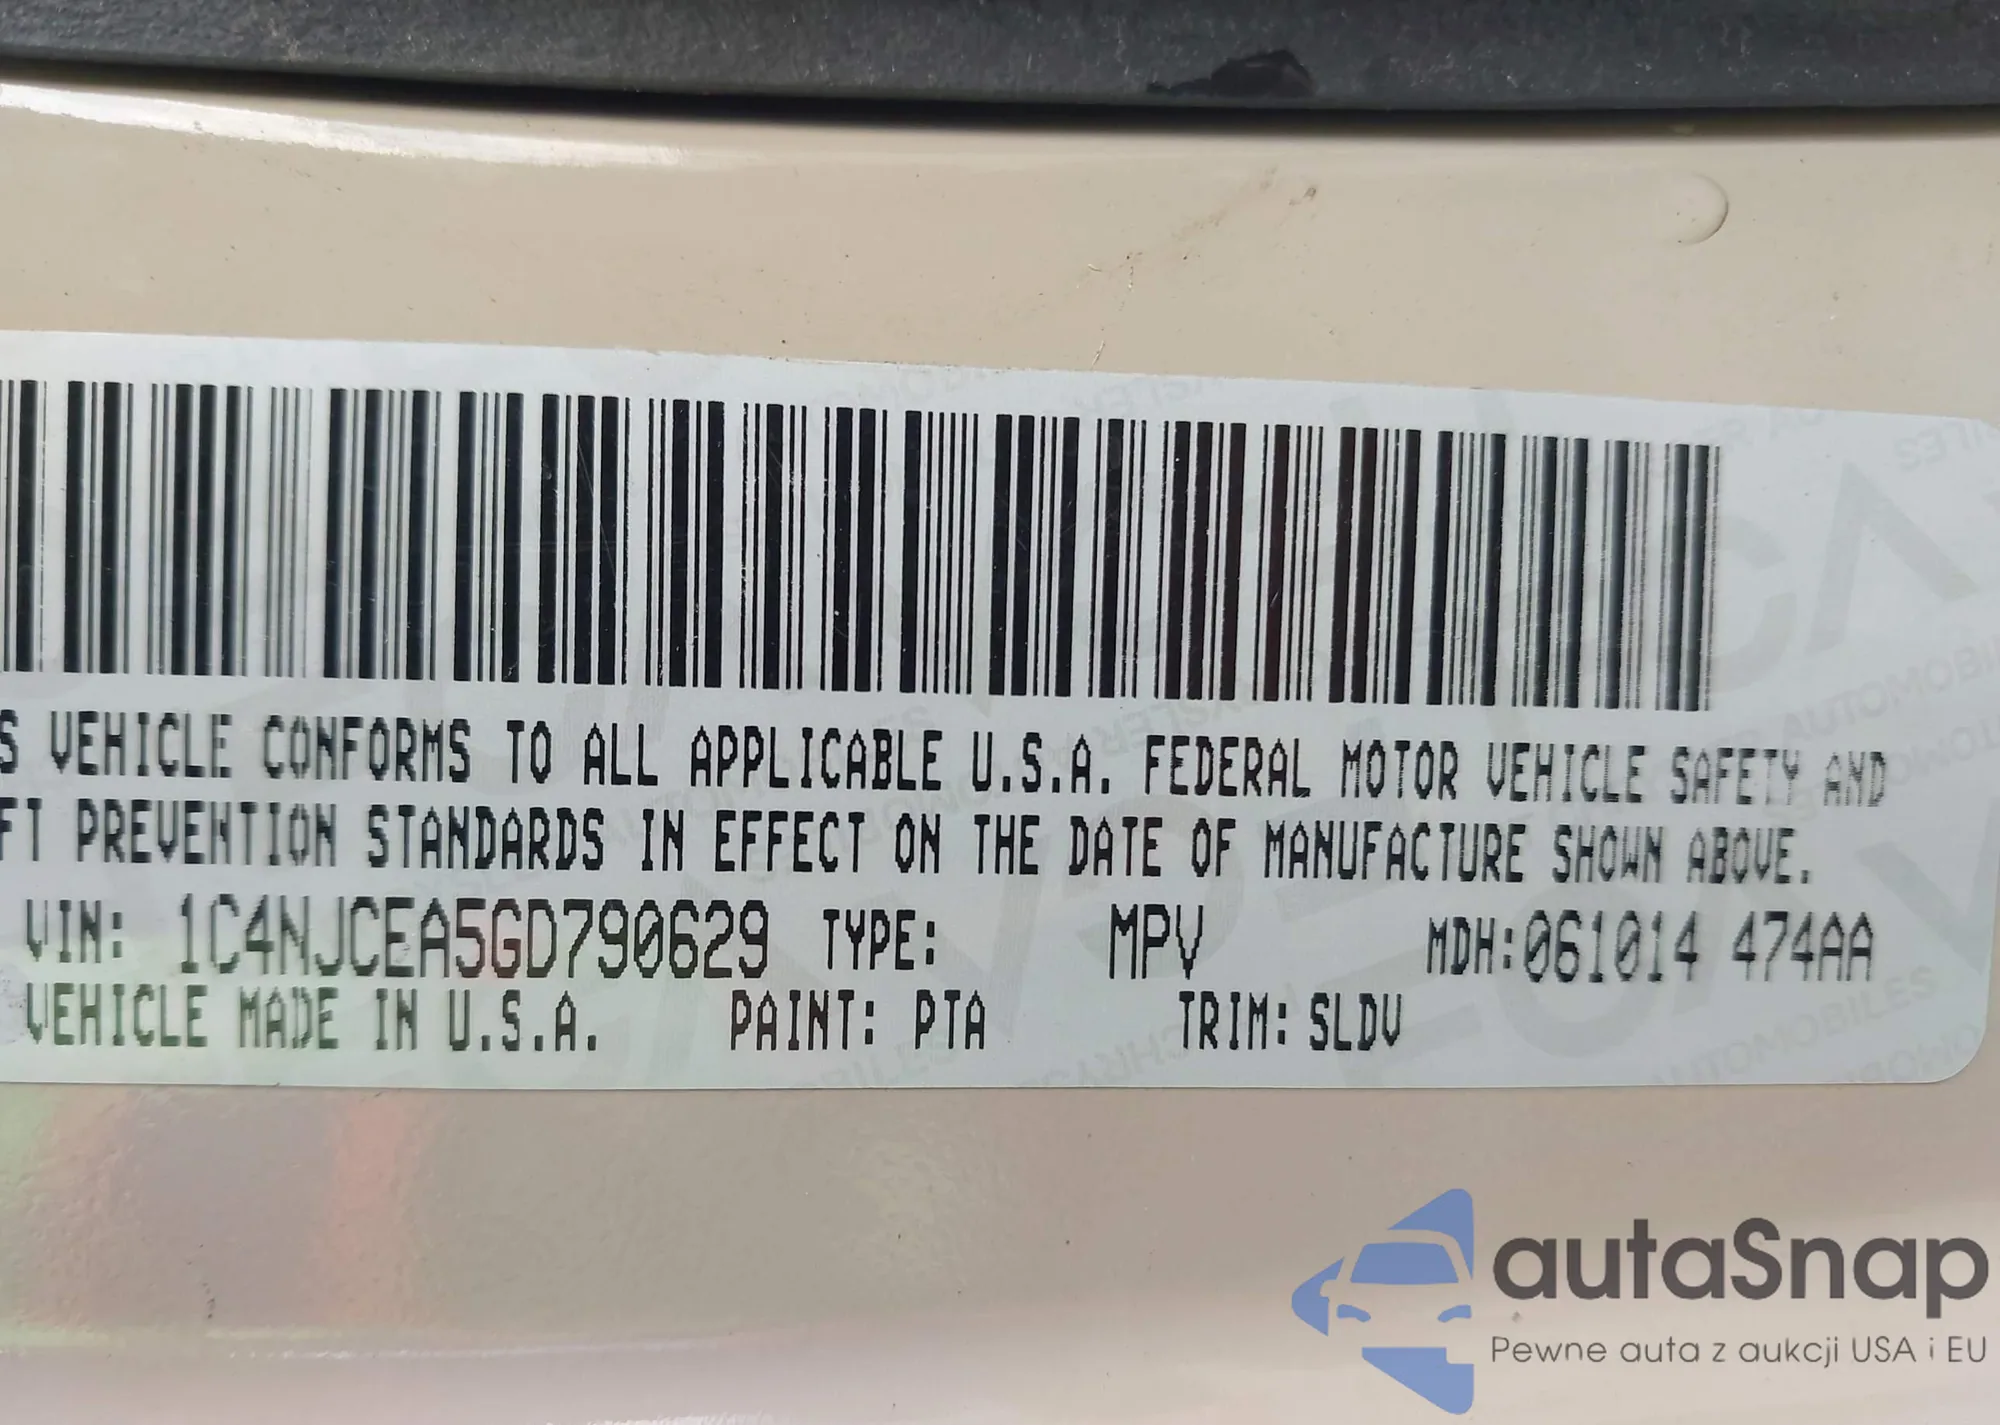 S VEHICLE CONFORMS TO ALL APPLICABLE U.S.A. FEDERAL MOTOR VEHICLE SAFETY AND
FT PREVENTION STANDARDS IN EFFECT ON THE DATE OF MANUFACTURE SHOWN ABOVE.
VIN: 1C4NJCEA5GD790629 TYPE: MPV MDH:061014 474AA
VEHICLE MADE IN U.S.A. PAINT: PTA TRIM: SLDV
autaSnap
Pewne auta z aukcji USA i EU